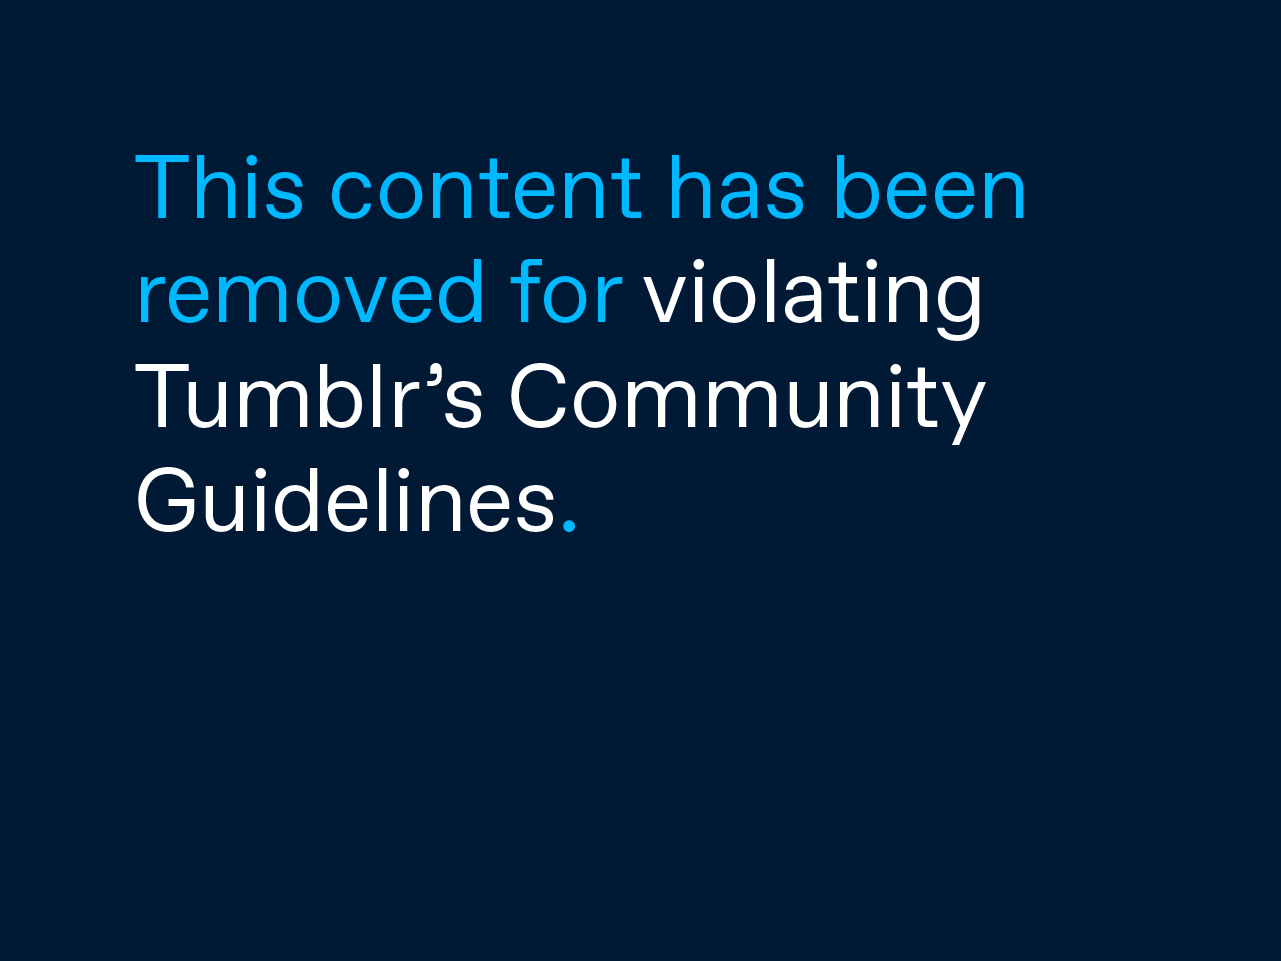 This content has been
removed for violating
Tumblr’s Community
Guidelines.